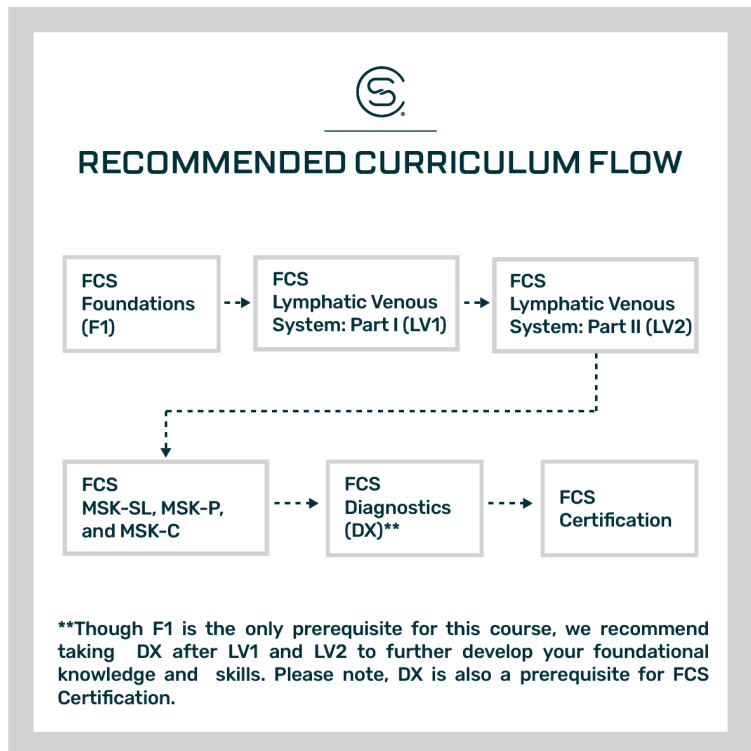 RECOMMENDED CURRICULUM FLOW
FCS
Foundations
(F1)
FCS
Lymphatic Venous
System: Part I (LV1)
FCS
Lymphatic Venous
System: Part II (LV2)
FCS
MSK-SL, MSK-P,
and MSK-C
FCS
Diagnostics
(DX)**
FCS
Certification
**Though F1 is the only prerequisite for this course, we recommend
taking DX after LV1 and LV2 to further develop your foundational
knowledge and skills. Please note, DX is also a prerequisite for FCS
Certification.